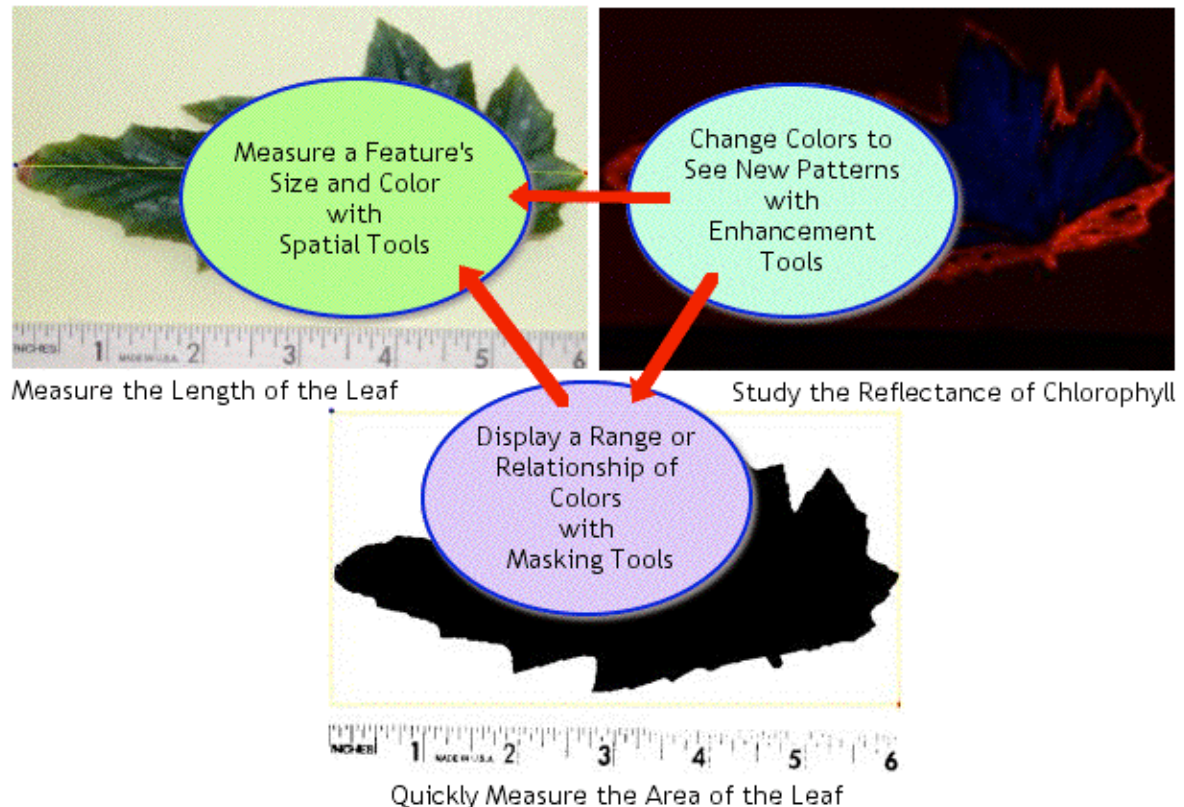 Measure a Feature's
Size and Color
with
Spatial Tools
Change Colors to
See New Patterns
with
Enhancement
Tools
INCHES 1 MADE IN U.S.A. 2 3 4 5 6
Measure the Length of the Leaf
Study the Reflectance of Chlorophyll
Display a Range or
Relationship of
Colors
with
Masking Tools
INCHES 1 MADE IN U.S.A. 2 3 4 5 6
Quickly Measure the Area of the Leaf